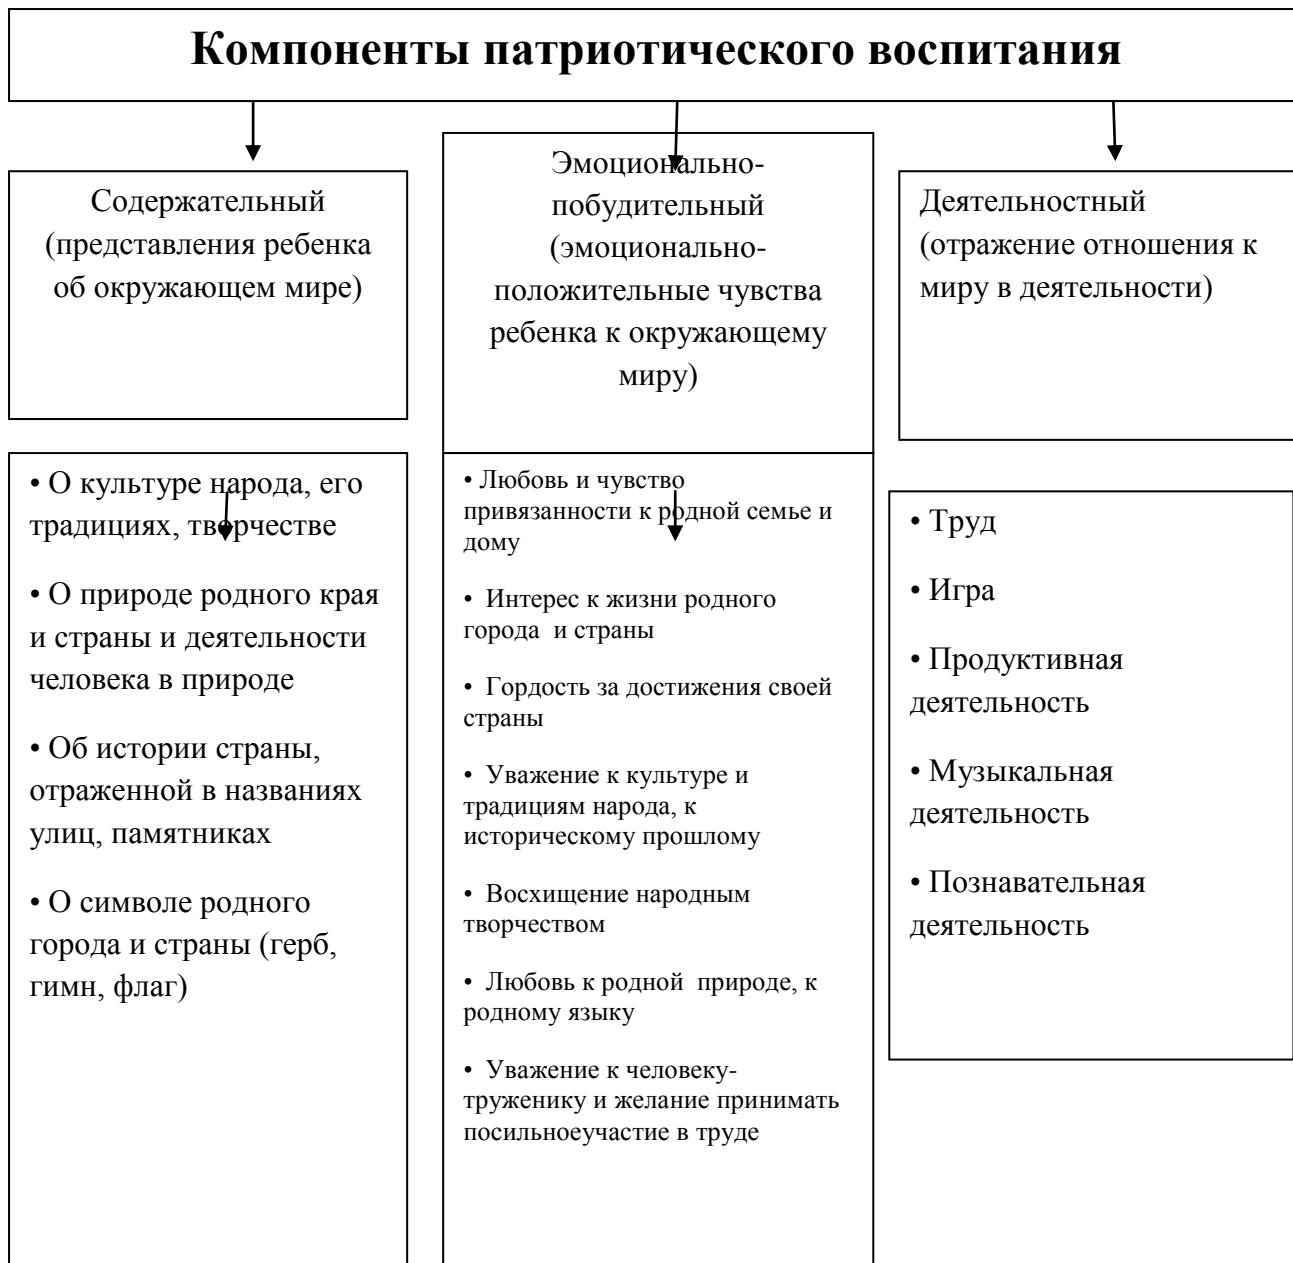 Компоненты патриотического воспитания
Содержательный
(представления ребенка
об окружающем мире)
Эмоционально-
побудительный
(эмоционально-
положительные чувства
ребенка к окружающему
миру)
Деятельностный
(отражение отношения к
миру в деятельности)
• О культуре народа, его
традициях, творчестве
• О природе родного края
и страны и деятельности
человека в природе
• Об истории страны,
отраженной в названиях
улиц, памятниках
• О символе родного
города и страны (герб,
гимн, флаг)
• Любовь и чувство
привязанности к родной семье и
дому
• Интерес к жизни родного
города и страны
• Гордость за достижения своей
страны
• Уважение к культуре и
традициям народа, к
историческому прошлому
• Восхищение народным
творчеством
• Любовь к родной природе, к
родному языку
• Уважение к человеку-
труженику и желание принимать
посильноеучастие в труде
• Труд
• Игра
• Продуктивная
деятельность
• Музыкальная
деятельность
• Познавательная
деятельность